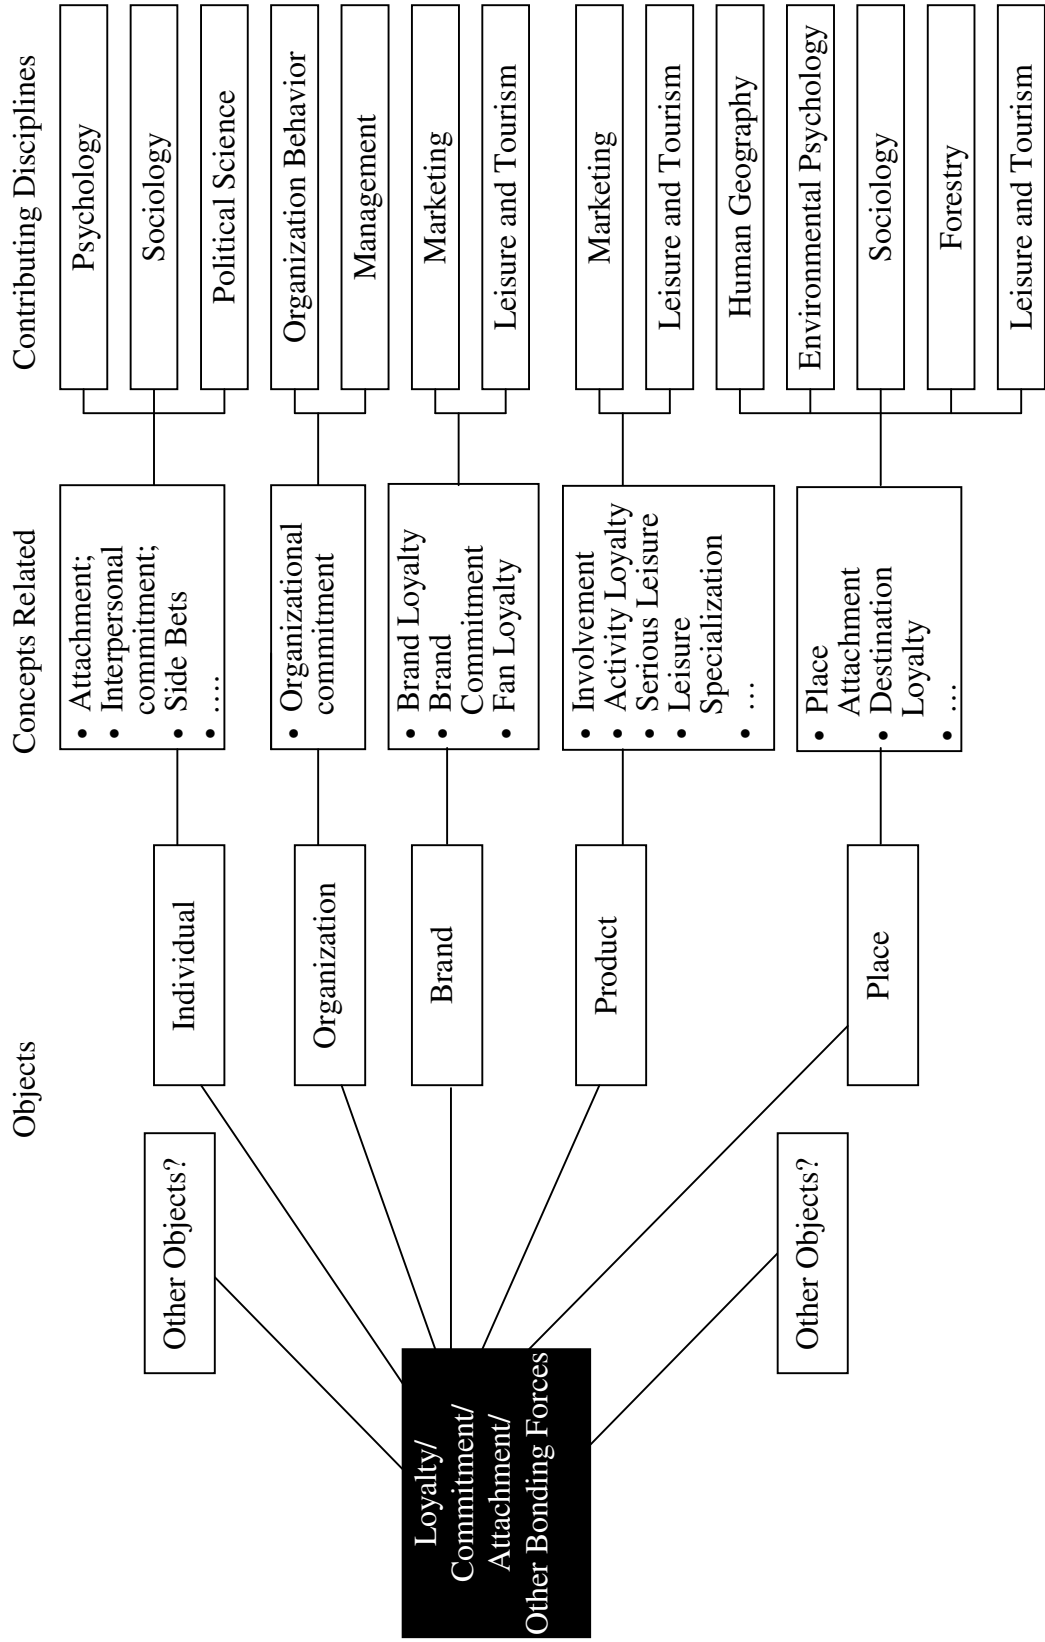 Objects
Concepts Related
Contributing Disciplines
Loyalty/
Commitment/
Attachment/
Other Bonding Forces
Other Objects?
Individual
Organization
Brand
Product
Place
Other Objects?
• Attachment;
• Interpersonal
commitment;
• Side Bets
• ….
• Organizational
commitment
• Brand Loyalty
• Brand
Commitment
• Fan Loyalty
• Involvement
• Activity Loyalty
• Serious Leisure
• Leisure
Specialization
• …
• Place
Attachment
• Destination
Loyalty
• …
Psychology
Sociology
Political Science
Organization Behavior
Management
Marketing
Leisure and Tourism
Marketing
Leisure and Tourism
Human Geography
Environmental Psychology
Sociology
Forestry
Leisure and Tourism